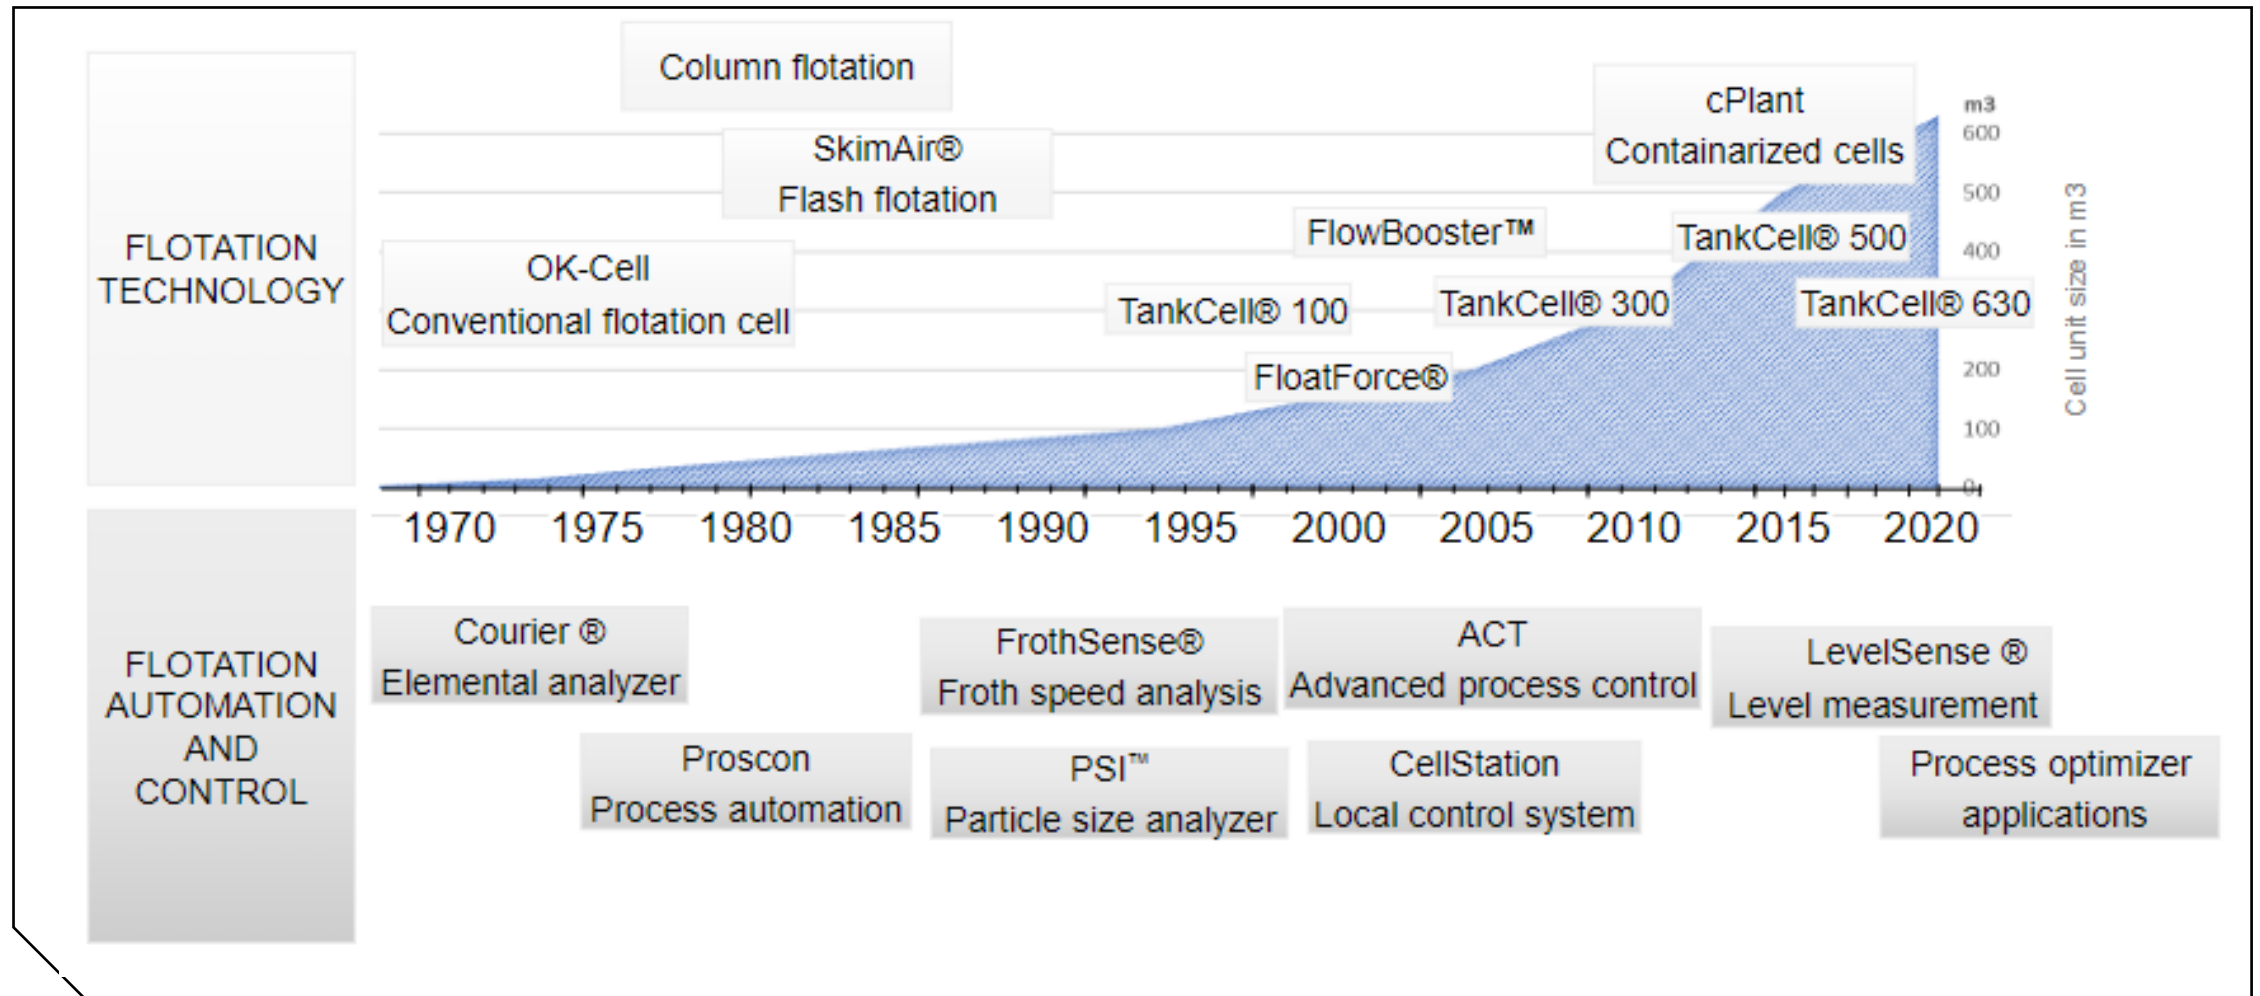 Column flotation
cPlant
Containarized cells
SkimAir®
Flash flotation
FLOTATION
TECHNOLOGY
OK-Cell
Conventional flotation cell
FlowBooster™
TankCell® 500
TankCell® 100
TankCell® 300
TankCell® 630
FloatForce®
m3
600
500
400
200
100
0
Cell unit size in m3
1970 1975 1980 1985 1990 1995 2000 2005 2010 2015 2020
FLOTATION
AUTOMATION
AND
CONTROL
Courier ®
Elemental analyzer
FrothSense®
Froth speed analysis
ACT
Advanced process control
LevelSense ®
Level measurement
Proscon
Process automation
PSI™
Particle size analyzer
CellStation
Local control system
Process optimizer
applications